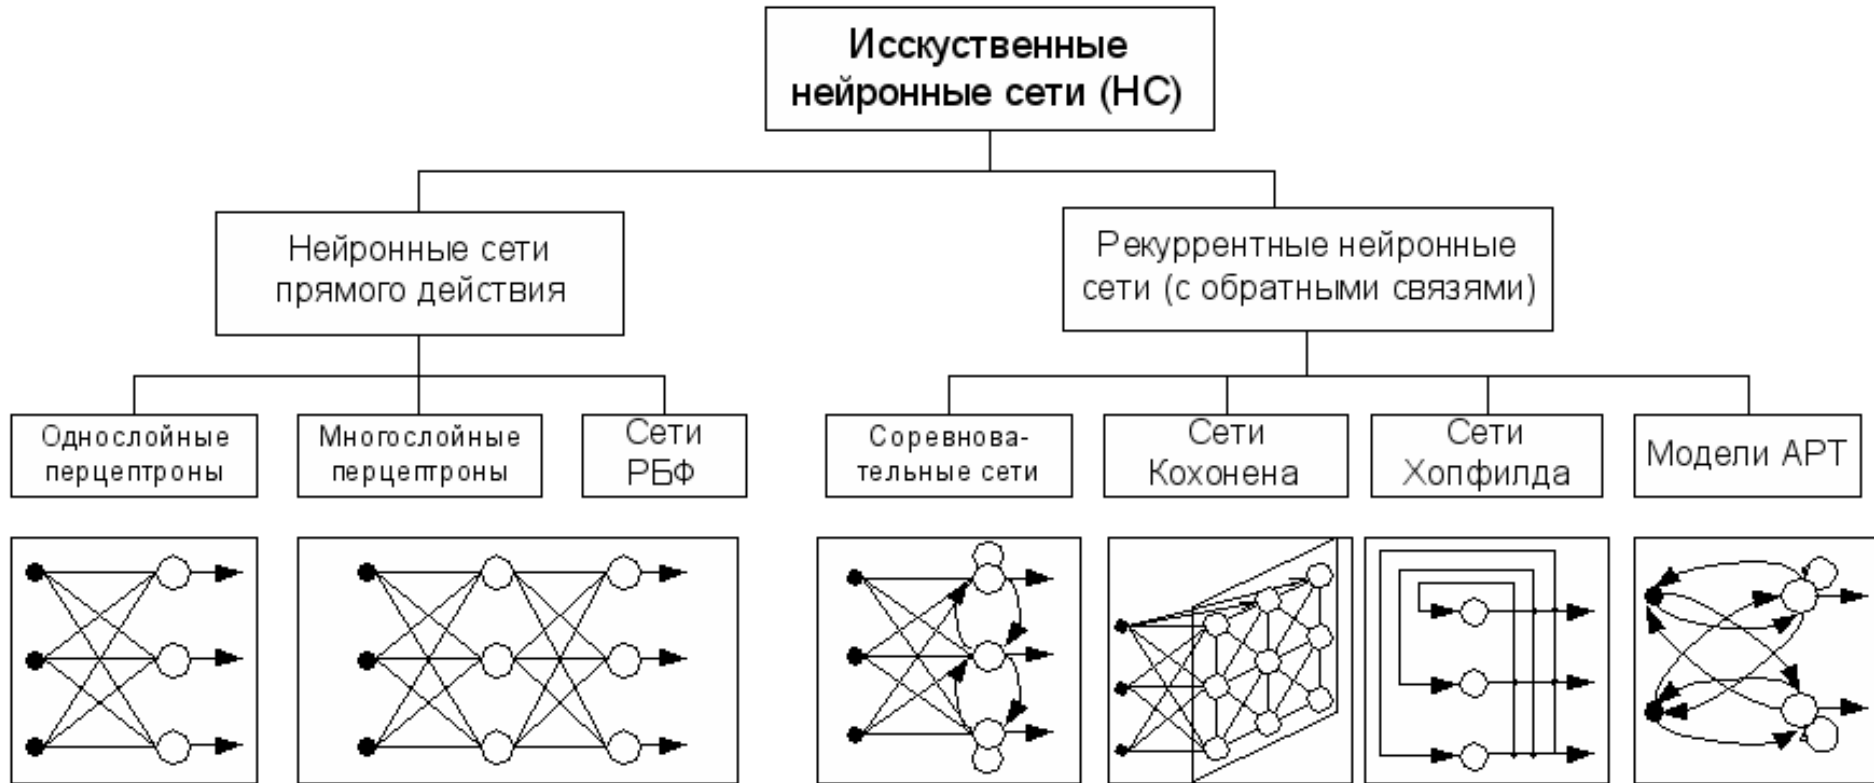 Исскуственные
нейронные сети (НС)
Нейронные сети
прямого действия
Рекуррентные нейронные
сети (с обратными связями)
Однослойные
перцептроны
Многослойные
перцептроны
Сети
РБФ
Соревнова-
тельные сети
Сети
Кохонена
Сети
Хопфилда
Модели АРТ